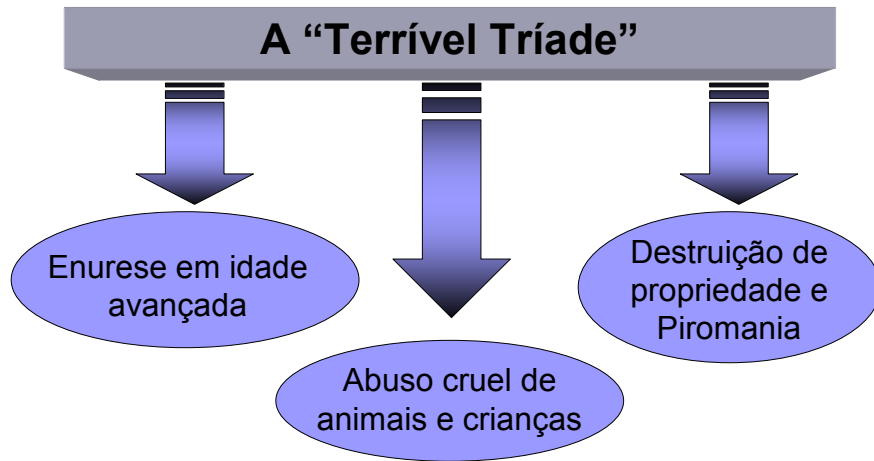 A “Terrível Tríade”
Enurese em idade
avançada
Abuso cruel de
animais e crianças
Destruição de
propriedade e
Piromania